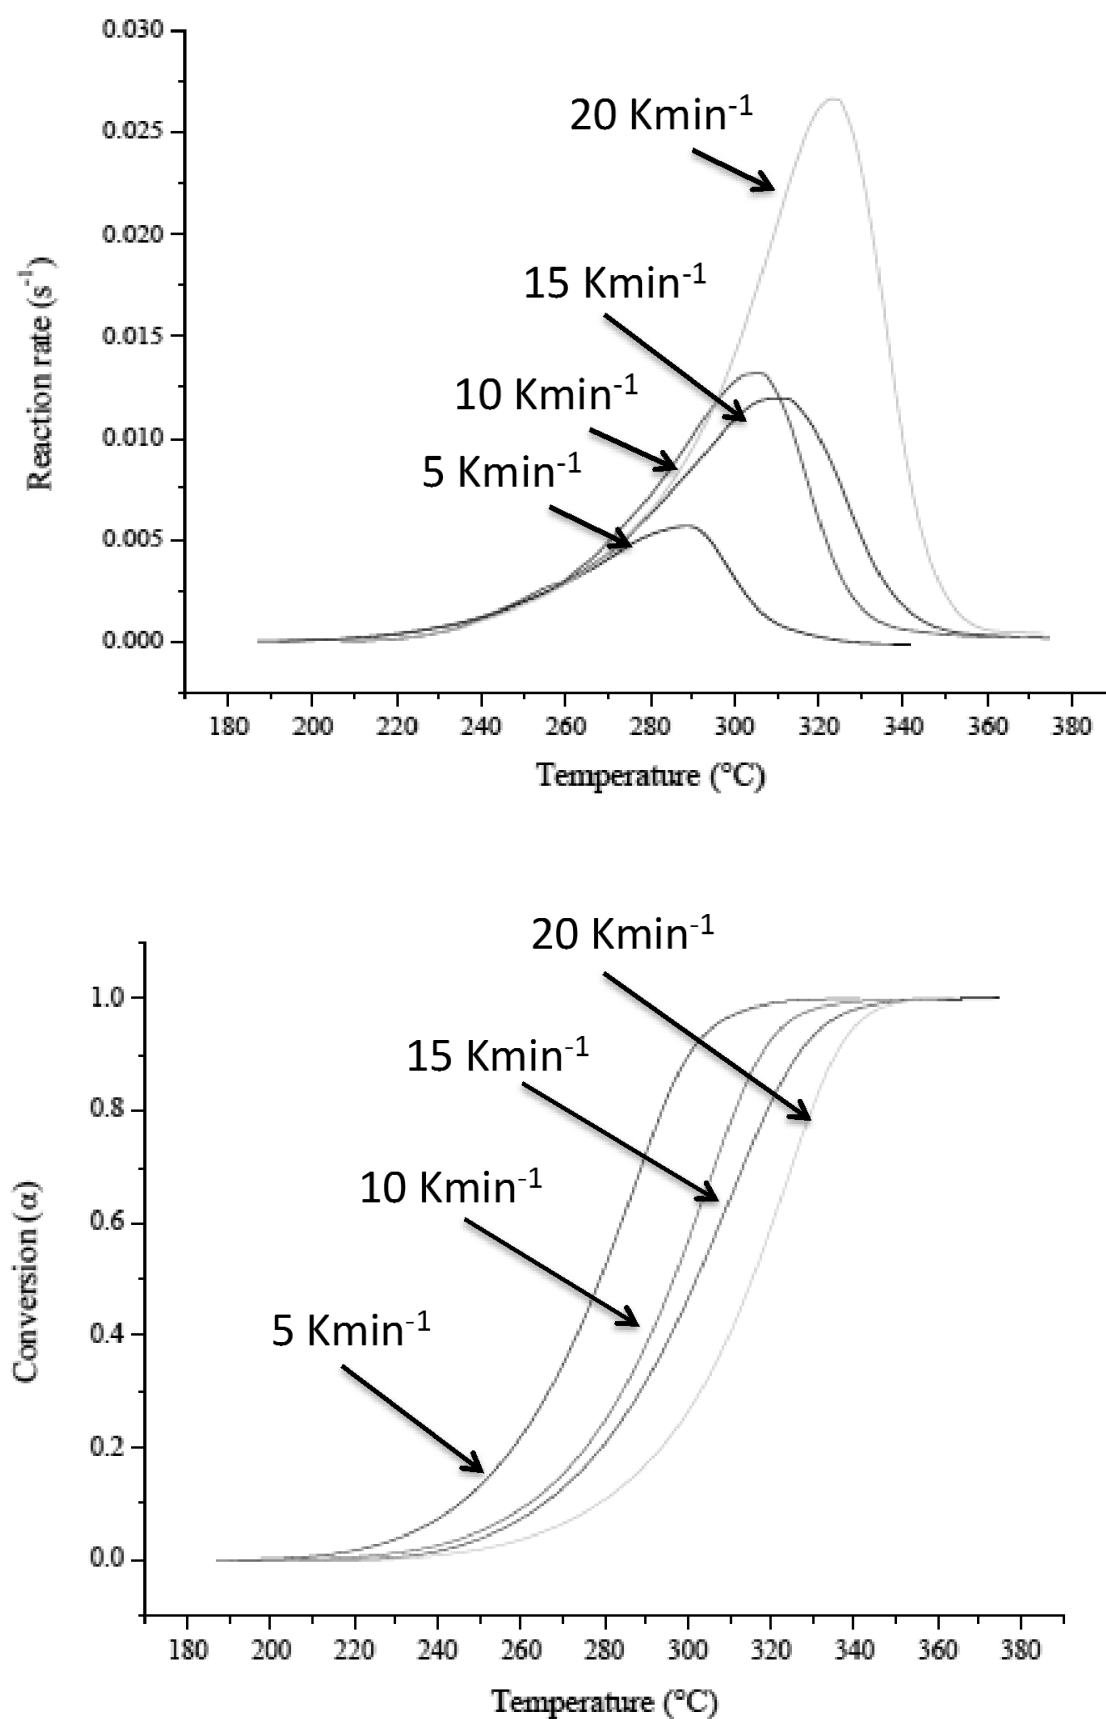 0.030
0.025
0.020
0.015
0.010
0.005
0.000
Reaction rate (s-1)
20 Kmin-1
15 Kmin-1
10 Kmin-1
5 Kmin-1
180 200 220 240 260 280 300 320 340 360 380
Temperature (°C)
1.0
0.8
0.6
0.4
0.2
0.0
Conversion (α)
20 Kmin-1
15 Kmin-1
10 Kmin-1
5 Kmin-1
180 200 220 240 260 280 300 320 340 360 380
Temperature (°C)